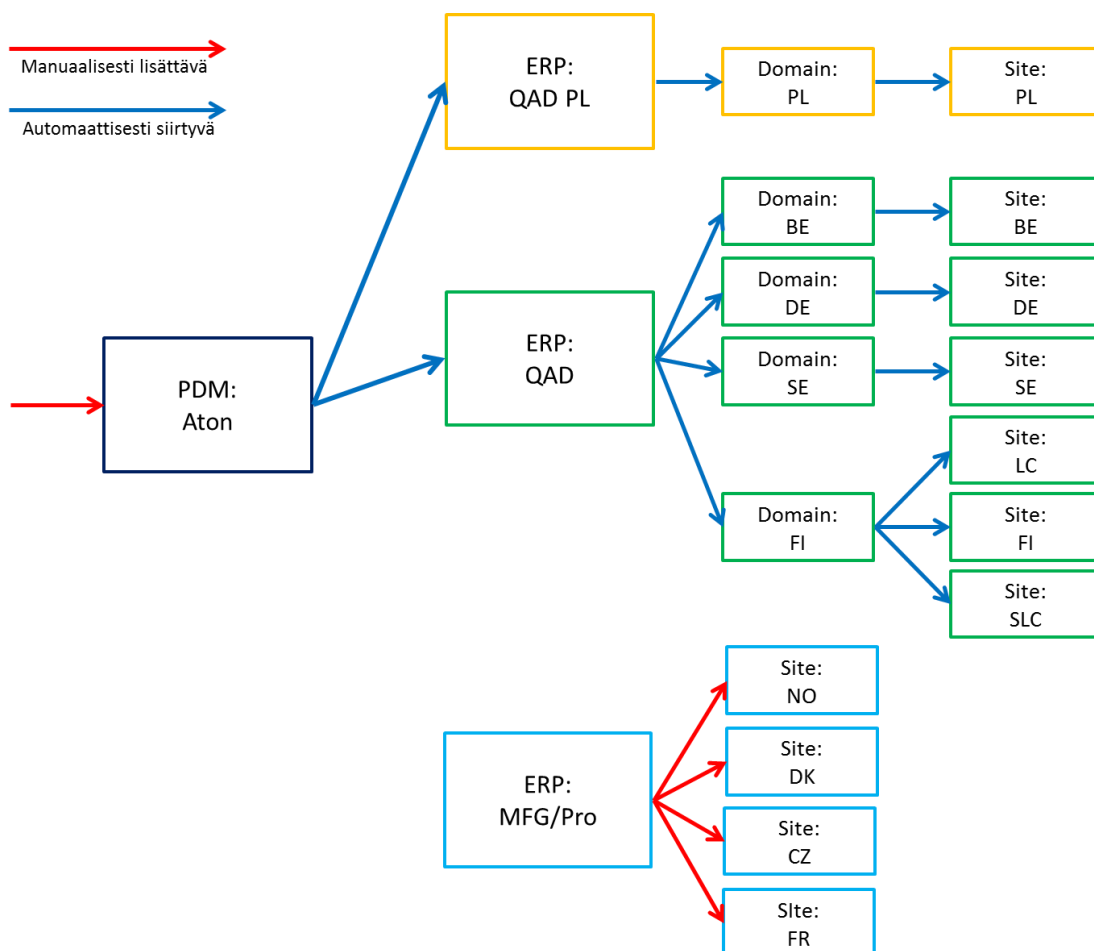 Manuaalisesti lisättävä
Automaattisesti siirtyvä
ERP:
QAD PL
Domain:
PL
Site:
PL
Domain:
BE
Site:
BE
Domain:
DE
Site:
DE
ERP:
QAD
Domain:
SE
Site:
SE
PDM:
Aton
Site:
LC
Domain:
FI
Site:
FI
Site:
SLC
Site:
NO
ERP:
MFG/Pro
Site:
DK
Site:
CZ
SIte:
FR